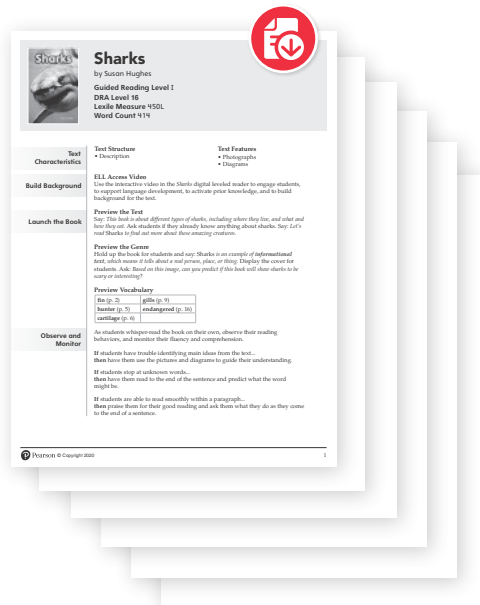 Sharks
Sharks
by Susan Hughes
Guided Reading Level I
DRA Level 16
Lexile Measure 450L
Word Count 414
Text
Characteristics
Text Structure
• Description
Text Features
• Photographs
• Diagrams
Build Background
ELL Access Video
Use the interactive video in the Sharks digital leveled reader to engage students,
to support language development, to activate prior knowledge, and to build
background for the text.
Launch the Book
Preview the Text
Say: This book is about different types of sharks, including where they live, and what and
how they eat. Ask students if they already know anything about sharks. Say: Let's
read Sharks to find out more about these amazing creatures.
Preview the Genre
Hold up the book for students and say: Sharks is an example of informational
text, which means it tells about a real person, place, or thing. Display the cover for
students. Ask: Based on this image, can you predict if this book will show sharks to be
scary or interesting?
Preview Vocabulary
fin (p. 2) gills (p. 9)
hunter (p. 5) endangered (p. 16)
cartilage (p. 6)
Observe and
Monitor
As students whisper-read the book on their own, observe their reading
behaviors, and monitor their fluency and comprehension.
If students have trouble identifying main ideas from the text...
then have them use the pictures and diagrams to guide their understanding.
If students stop at unknown words...
then have them read to the end of the sentence and predict what the word
might be.
If students are able to read smoothly within a paragraph...
then praise them for their good reading and ask them what they do as they come
to the end of a sentence.
Pearson © Copyright 2020
1